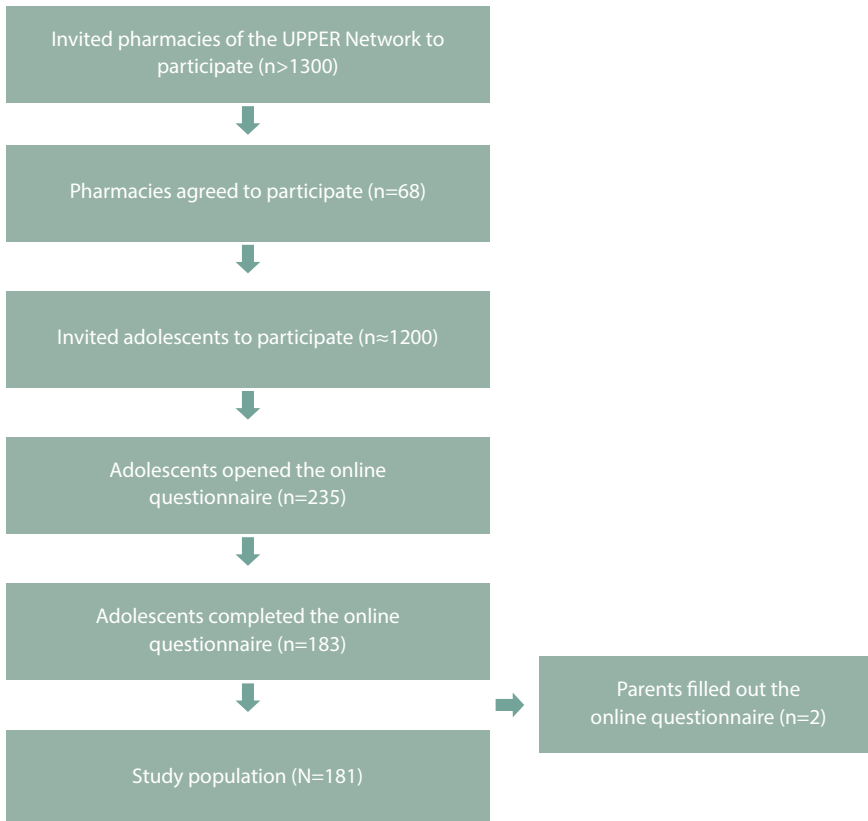 Invited pharmacies of the UPPER Network to
participate (n>1300)
Pharmacies agreed to participate (n=68)
Invited adolescents to participate (n≈1200)
Adolescents opened the online
questionnaire (n=235)
Adolescents completed the online
questionnaire (n=183)
Parents filled out the
online questionnaire (n=2)
Study population (N=181)